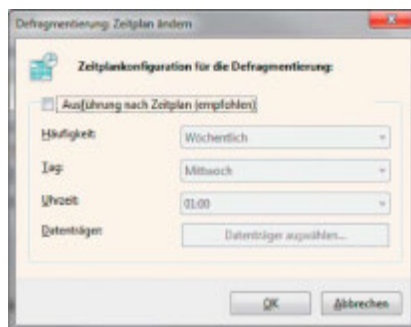 Defragmentierung: Zeitplan ändern
Zeitplankonfiguration für die Defragmentierung:
Ausführung nach Zeitplan (empfohlen)
Häufigkeit: Wöchentlich
Tag: Mittwoch
Uhrzeit: 01:00
Datenträger: Datenträger auswählen...
OK Abbrechen